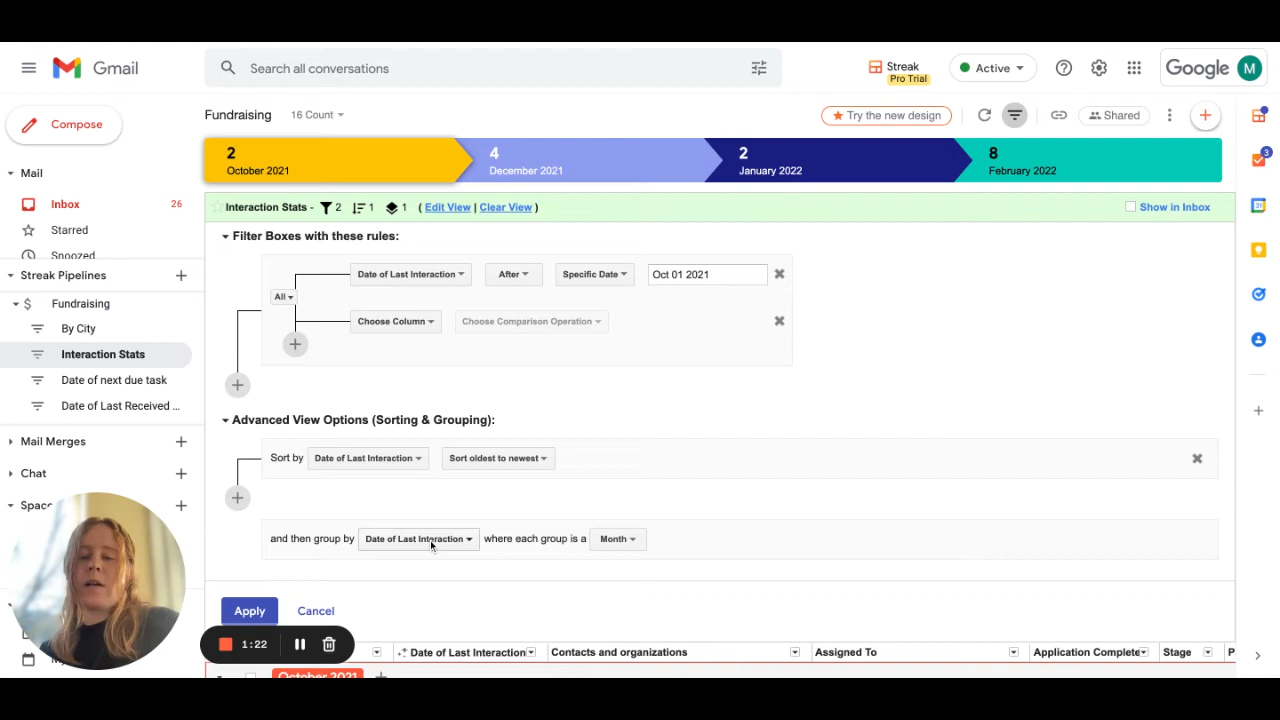 Gmail
Search all conversations
Streak
Pro Trial
Active
Google
M
Compose
Fundraising
16 Count
Try the new design
Shared
2
October 2021
4
December 2021
2
January 2022
8
February 2022
Mail
Inbox 26
Starred
Snoozed
Streak Pipelines
$ Fundraising
By City
Interaction Stats
Date of next due task
Date of Last Received ...
Mail Merges
Chat
Interaction Stats - 2 1 1 ( Edit View | Clear View )
Show in Inbox
Filter Boxes with these rules:
All
Date of Last Interaction After Specific Date Oct 01 2021
Choose Column Choose Comparison Operation
Advanced View Options (Sorting & Grouping):
Sort by Date of Last Interaction Sort oldest to newest
and then group by Date of Last Interaction where each group is a Month
Apply Cancel
1:22
Date of Last Interaction Contacts and organizations Assigned To Application Complete Stage
October 2021
3
31